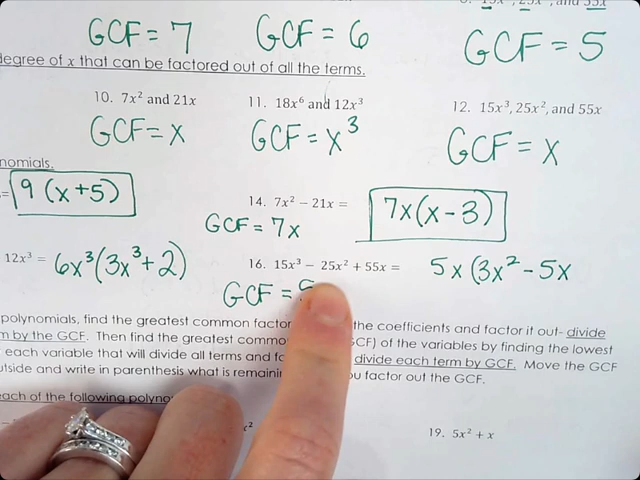 GCF = 7 GCF = 6 GCF = 5
degree of x that can be factored out of all the terms.
10. 7x² and 21x 11. 18x⁶ and 12x³ 12. 15x³, 25x², and 55x
GCF = x GCF = x³ GCF = x
nomials.
= 9 (x+5) 14. 7x² − 21x = 7x(x − 3)
GCF = 7x
12x³ = 6x³(3x³ + 2) 16. 15x³ − 25x² + 55x = 5x (3x² − 5x
GCF =
polynomials, find the greatest common factor the coefficients and factor it out- divide
m by the GCF. Then find the greatest GCF) of the variables by finding the lowest
each variable that will divide all terms and divide each term by GCF. Move the GCF
utside and write in parenthesis what is you factor out the GCF.
each of the following
19. 5x² + x